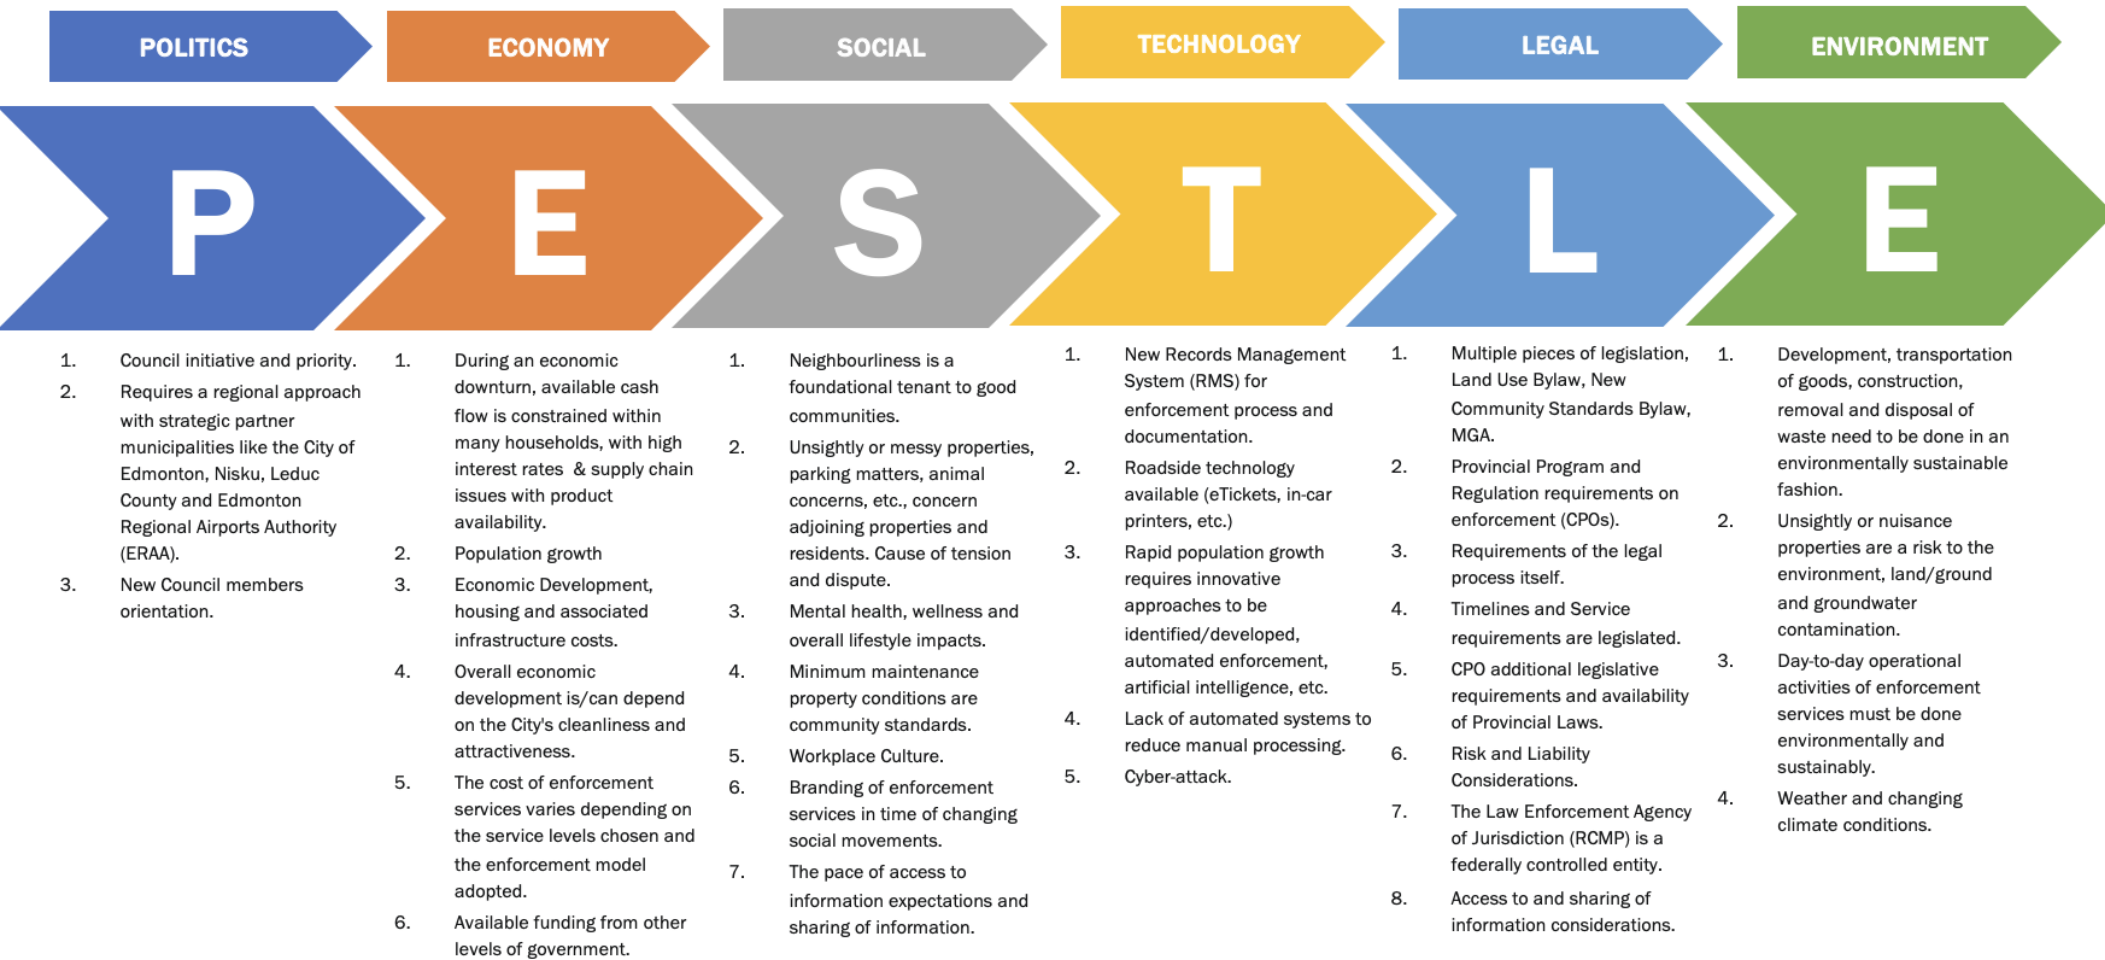 POLITICS
ECONOMY
SOCIAL
TECHNOLOGY
LEGAL
ENVIRONMENT
P
E
S
T
L
E
1. Council initiative and priority.
2. Requires a regional approach
with strategic partner
municipalities like the City of
Edmonton, Nisku, Leduc
County and Edmonton
Regional Airports Authority
(ERAA).
3. New Council members
orientation.
1. During an economic
downturn, available cash
flow is constrained within
many households, with high
interest rates & supply chain
issues with product
availability.
2. Population growth
3. Economic Development,
housing and associated
infrastructure costs.
4. Overall economic
development is/can depend
on the City's cleanliness and
attractiveness.
5. The cost of enforcement
services varies depending on
the service levels chosen and
the enforcement model
adopted.
6. Available funding from other
levels of government.
1. Neighbourliness is a
foundational tenant to good
communities.
2. Unsightly or messy properties,
parking matters, animal
concerns, etc., concern
adjoining properties and
residents. Cause of tension
and dispute.
3. Mental health, wellness and
overall lifestyle impacts.
4. Minimum maintenance
property conditions are
community standards.
5. Workplace Culture.
6. Branding of enforcement
services in time of changing
social movements.
7. The pace of access to
information expectations and
sharing of information.
1. New Records Management
System (RMS) for
enforcement process and
documentation.
2. Roadside technology
available (eTickets, in-car
printers, etc.)
3. Rapid population growth
requires innovative
approaches to be
identified/developed,
automated enforcement,
artificial intelligence, etc.
4. Lack of automated systems to
reduce manual processing.
5. Cyber-attack.
1. Multiple pieces of legislation,
Land Use Bylaw, New
Community Standards Bylaw,
MGA.
2. Provincial Program and
Regulation requirements on
enforcement (CPOs).
3. Requirements of the legal
process itself.
4. Timelines and Service
requirements are legislated.
5. CPO additional legislative
requirements and availability
of Provincial Laws.
6. Risk and Liability
Considerations.
7. The Law Enforcement Agency
of Jurisdiction (RCMP) is a
federally controlled entity.
8. Access to and sharing of
information considerations.
1. Development, transportation
of goods, construction,
removal and disposal of
waste need to be done in an
environmentally sustainable
fashion.
2. Unsightly or nuisance
properties are a risk to the
environment, land/ground
and groundwater
contamination.
3. Day-to-day operational
activities of enforcement
services must be done
environmentally and
sustainably.
4. Weather and changing
climate conditions.